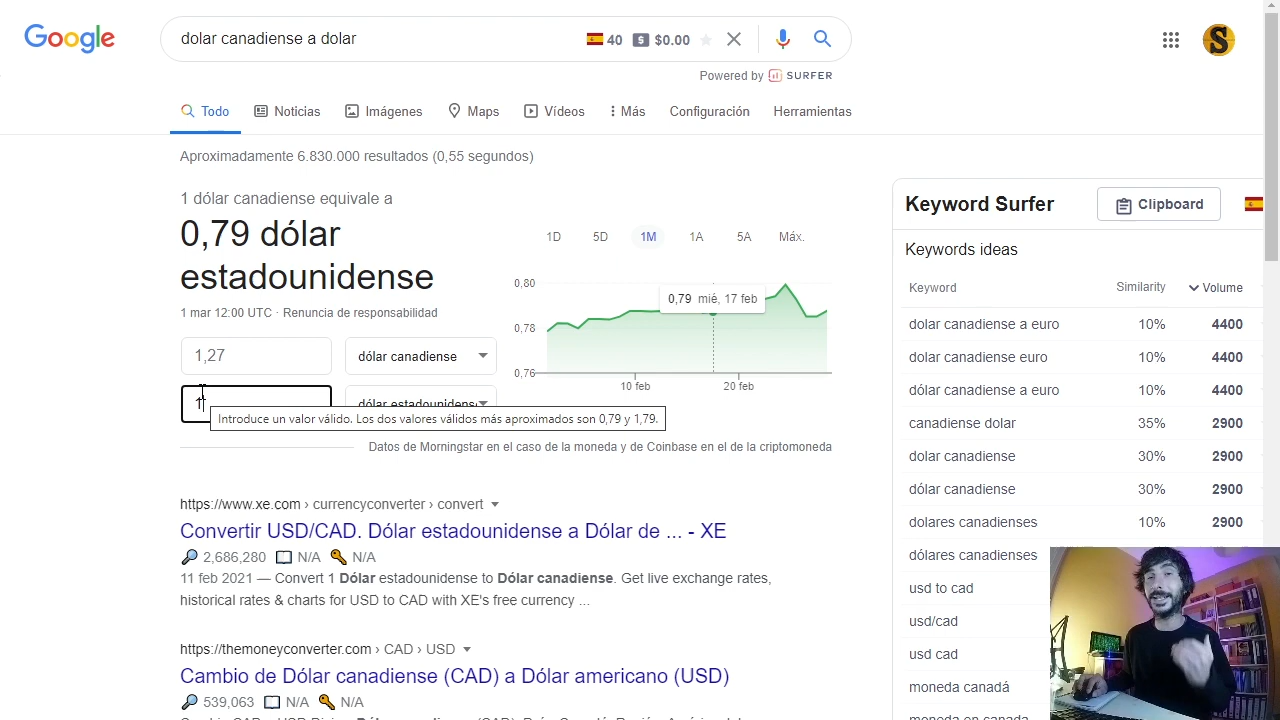 Google
dolar canadiense a dolar
40 $ $0.00
Powered by SURFER
S
Todo Noticias Imágenes Maps Vídeos Más Configuración Herramientas
Aproximadamente 6.830.000 resultados (0,55 segundos)
1 dólar canadiense equivale a
0,79 dólar
estadounidense
1 mar 12:00 UTC · Renuncia de responsabilidad
1,27 dólar canadiense
1 dólar estadounidense
Introduce un valor válido. Los dos valores válidos más aproximados son 0,79 y 1,79.
1D 5D 1M 1A 5A Máx.
0,80
0,79 mié, 17 feb
0,78
0,76
10 feb 20 feb
Datos de Morningstar en el caso de la moneda y de Coinbase en el de la criptomoneda
https://www.xe.com › currencyconverter › convert
Convertir USD/CAD. Dólar estadounidense a Dólar de ... - XE
2,686,280 N/A N/A
11 feb 2021 — Convert 1 Dólar estadounidense to Dólar canadiense. Get live exchange rates,
historical rates & charts for USD to CAD with XE's free currency ...
https://themoneyconverter.com › CAD › USD
Cambio de Dólar canadiense (CAD) a Dólar americano (USD)
539,063 N/A N/A
Keyword Surfer Clipboard
Keywords ideas
Keyword Similarity Volume
dolar canadiense a euro 10% 4400
dolar canadiense euro 10% 4400
dólar canadiense a euro 10% 4400
canadiense dolar 35% 2900
dolar canadiense 30% 2900
dólar canadiense 30% 2900
dolares canadienses 10% 2900
dólares canadienses
usd to cad
usd/cad
usd cad
moneda canadá
moneda en canada